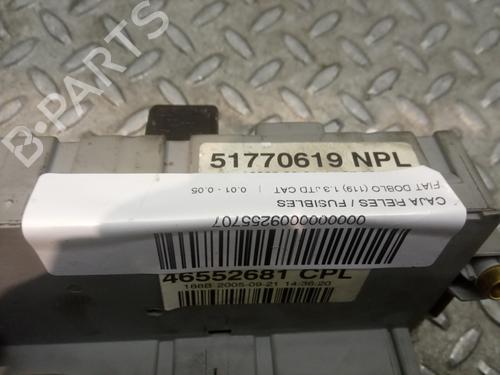 51770619 NPL
CAJA RELES / FUSIBLES
FIAT DOBLO (119) 1.3 JTD CAT 0.01 - 0.05
0000000009255707
46552681 CPL
188B 2005-09-21 14:36:20
B-PARTS